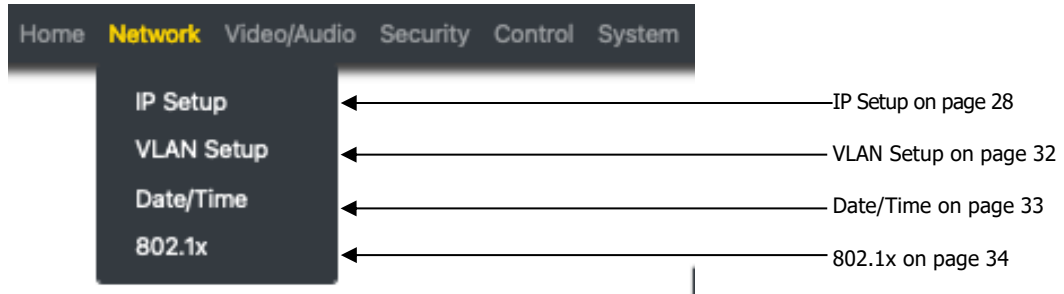 Home Network Video/Audio Security Control System
IP Setup IP Setup on page 28
VLAN Setup VLAN Setup on page 32
Date/Time Date/Time on page 33
802.1x 802.1x on page 34